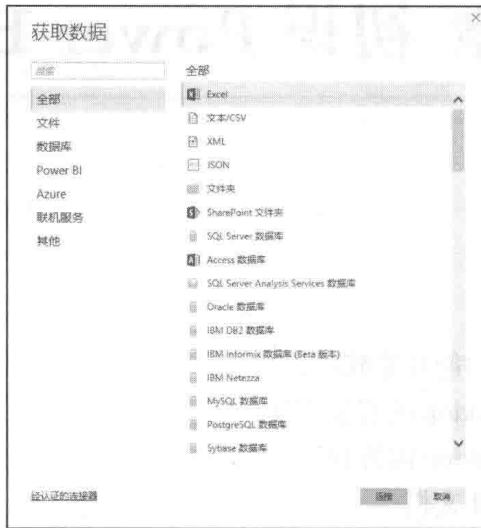 获取数据
搜索
全部
文件
数据库
Power BI
Azure
联机服务
其他
全部
Excel
文本/CSV
XML
JSON
文件夹
SharePoint 文件夹
SQL Server 数据库
Access 数据库
SQL Server Analysis Services 数据库
Oracle 数据库
IBM DB2 数据库
IBM Informix 数据库 (Beta 版本)
IBM Netezza
MySQL 数据库
PostgreSQL 数据库
Sybase 数据库
经认证的连接器
连接
取消